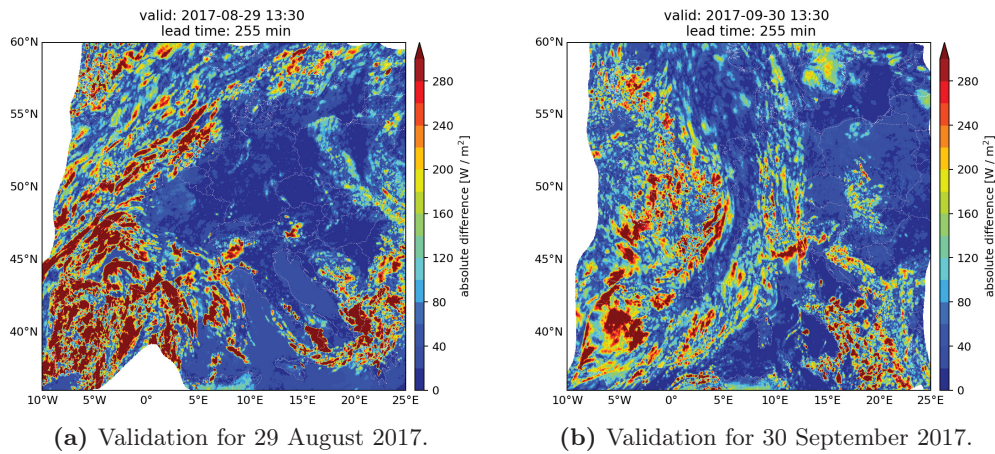 valid: 2017-08-29 13:30
lead time: 255 min
60°N
55°N
50°N
45°N
40°N
10°W 5°W 0° 5°E 10°E 15°E 20°E 25°E
280
240
200
160
120
80
40
0
absolute difference [W / m²]
(a) Validation for 29 August 2017.
valid: 2017-09-30 13:30
lead time: 255 min
60°N
55°N
50°N
45°N
40°N
10°W 5°W 0° 5°E 10°E 15°E 20°E 25°E
280
240
200
160
120
80
40
0
absolute difference [W / m²]
(b) Validation for 30 September 2017.